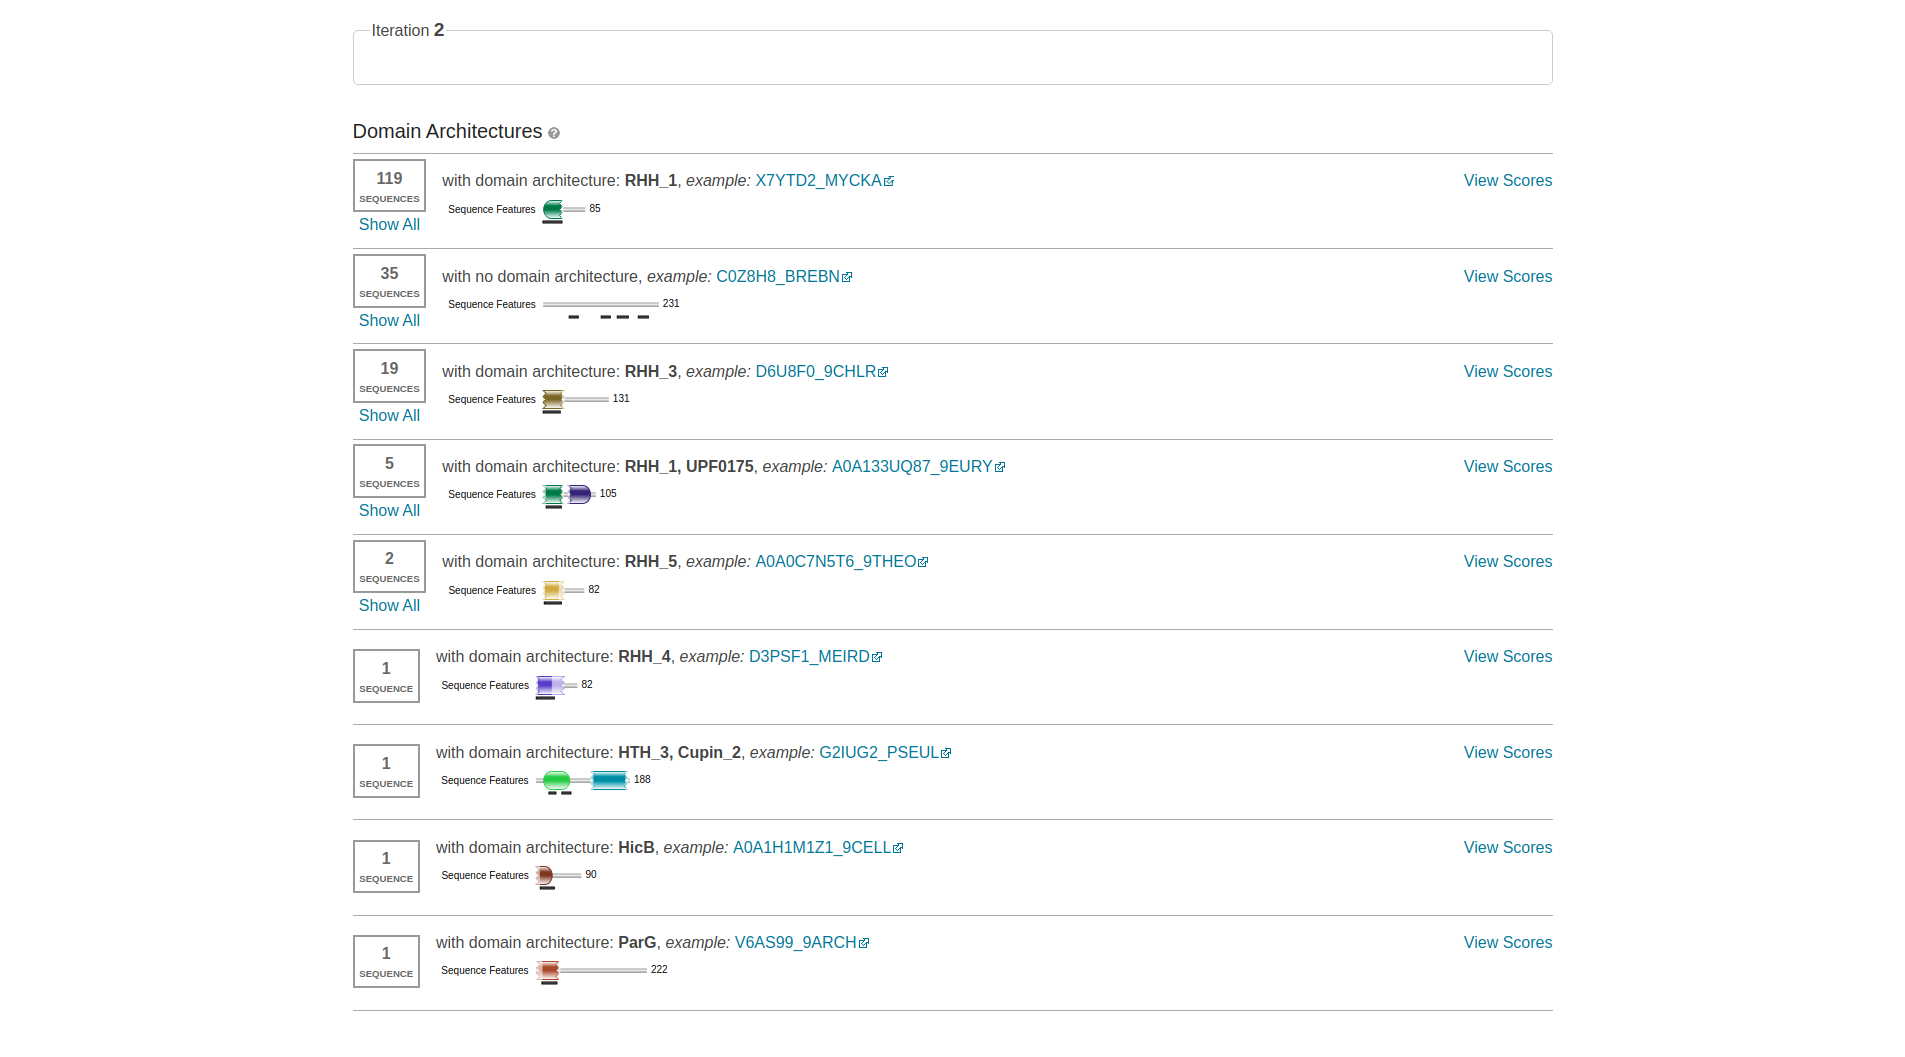 Iteration 2
Domain Architectures ?
119
SEQUENCES
Show All
with domain architecture: RHH_1, example: X7YTD2_MYCKA
View Scores
Sequence Features 85
35
SEQUENCES
Show All
with no domain architecture, example: C0Z8H8_BREBN
View Scores
Sequence Features 231
19
SEQUENCES
Show All
with domain architecture: RHH_3, example: D6U8F0_9CHLR
View Scores
Sequence Features 131
5
SEQUENCES
Show All
with domain architecture: RHH_1, UPF0175, example: A0A133UQ87_9EURY
View Scores
Sequence Features 105
2
SEQUENCES
Show All
with domain architecture: RHH_5, example: A0A0C7N5T6_9THEO
View Scores
Sequence Features 82
1
SEQUENCE
with domain architecture: RHH_4, example: D3PSF1_MEIRD
View Scores
Sequence Features 82
1
SEQUENCE
with domain architecture: HTH_3, Cupin_2, example: G2IUG2_PSEUL
View Scores
Sequence Features 188
1
SEQUENCE
with domain architecture: HicB, example: A0A1H1M1Z1_9CELL
View Scores
Sequence Features 90
1
SEQUENCE
with domain architecture: ParG, example: V6AS99_9ARCH
View Scores
Sequence Features 222